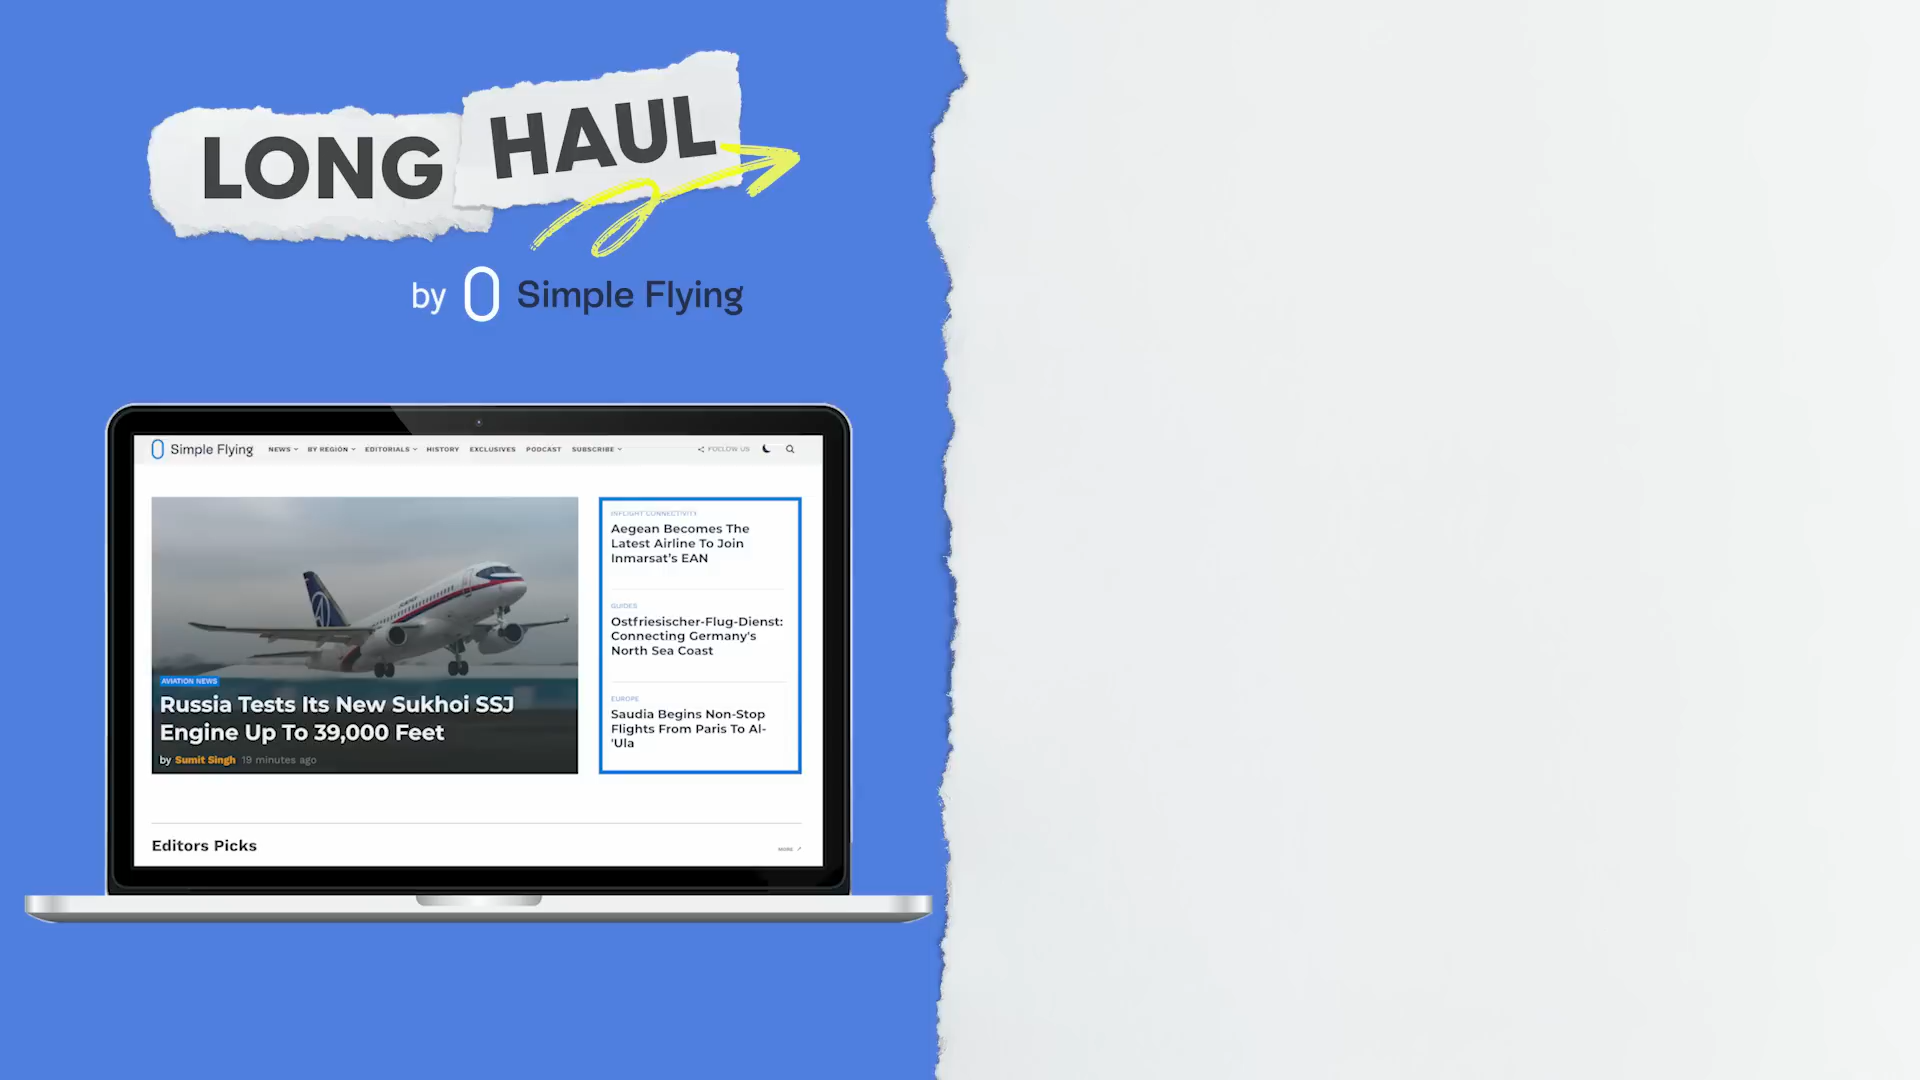 LONG HAUL
by Simple Flying
Simple Flying NEWS BY REGION EDITORIALS HISTORY EXCLUSIVES PODCAST SUBSCRIBE FOLLOW US
AVIATION NEWS
Russia Tests Its New Sukhoi SSJ
Engine Up To 39,000 Feet
by Sumit Singh 19 minutes ago
INFLIGHT CONNECTIVITY
Aegean Becomes The
Latest Airline To Join
Inmarsat's EAN
GUIDES
Ostfriesischer-Flug-Dienst:
Connecting Germany's
North Sea Coast
EUROPE
Saudia Begins Non-Stop
Flights From Paris To Al-
'Ula
Editors Picks
MORE